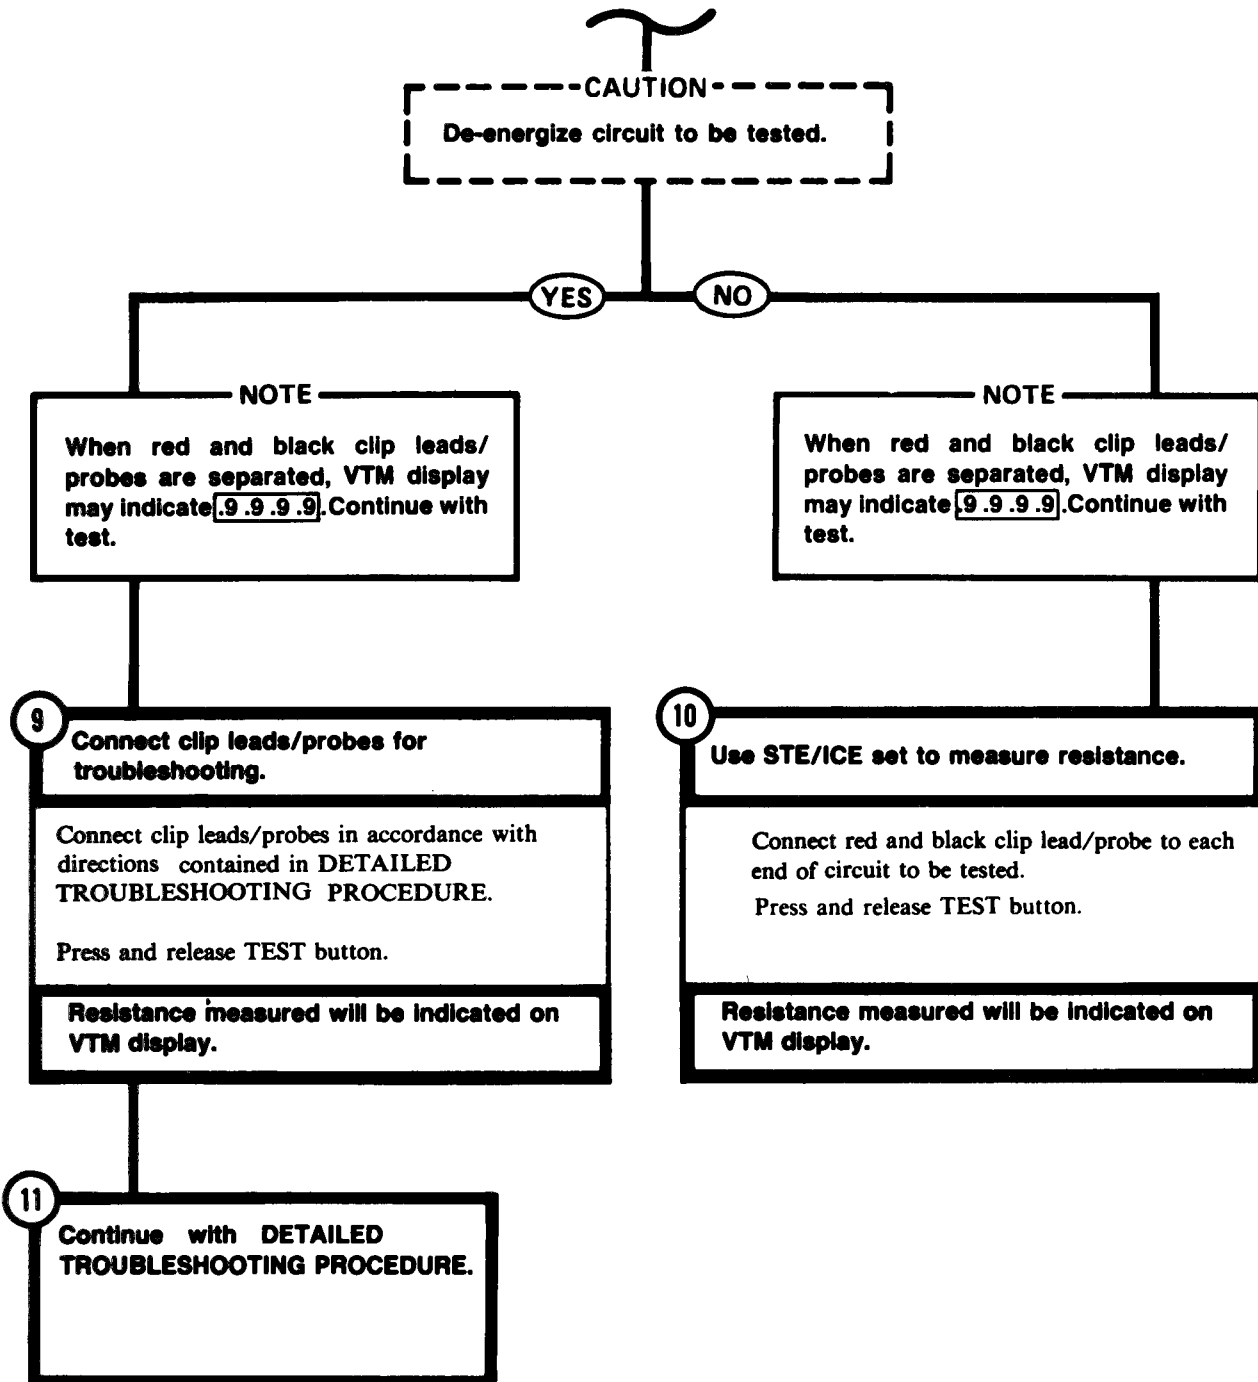 CAUTION
De-energize circuit to be tested.
YES
NO
NOTE
When red and black clip leads/
probes are separated, VTM display
may indicate .9 .9 .9 .9. Continue with
test.
NOTE
When red and black clip leads/
probes are separated, VTM display
may indicate .9 .9 .9 .9. Continue with
test.
9
Connect clip leads/probes for
troubleshooting.
Connect clip leads/probes in accordance with
directions contained in DETAILED
TROUBLESHOOTING PROCEDURE.
Press and release TEST button.
Resistance measured will be indicated on
VTM display.
10
Use STE/ICE set to measure resistance.
Connect red and black clip lead/probe to each
end of circuit to be tested.
Press and release TEST button.
Resistance measured will be indicated on
VTM display.
11
Continue with DETAILED
TROUBLESHOOTING PROCEDURE.